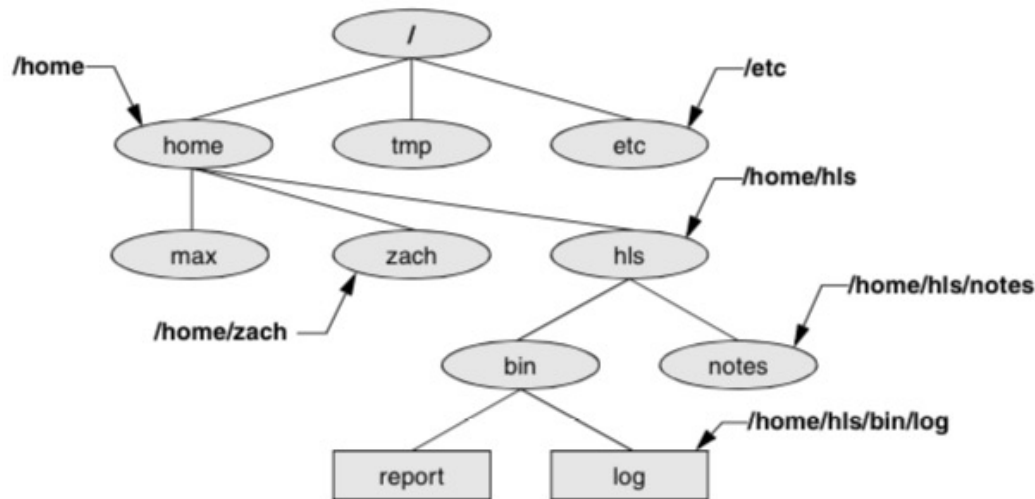 /
/home
/etc
home
tmp
etc
/home/hls
max
zach
hls
/home/hls/notes
/home/zach
bin
notes
/home/hls/bin/log
report
log